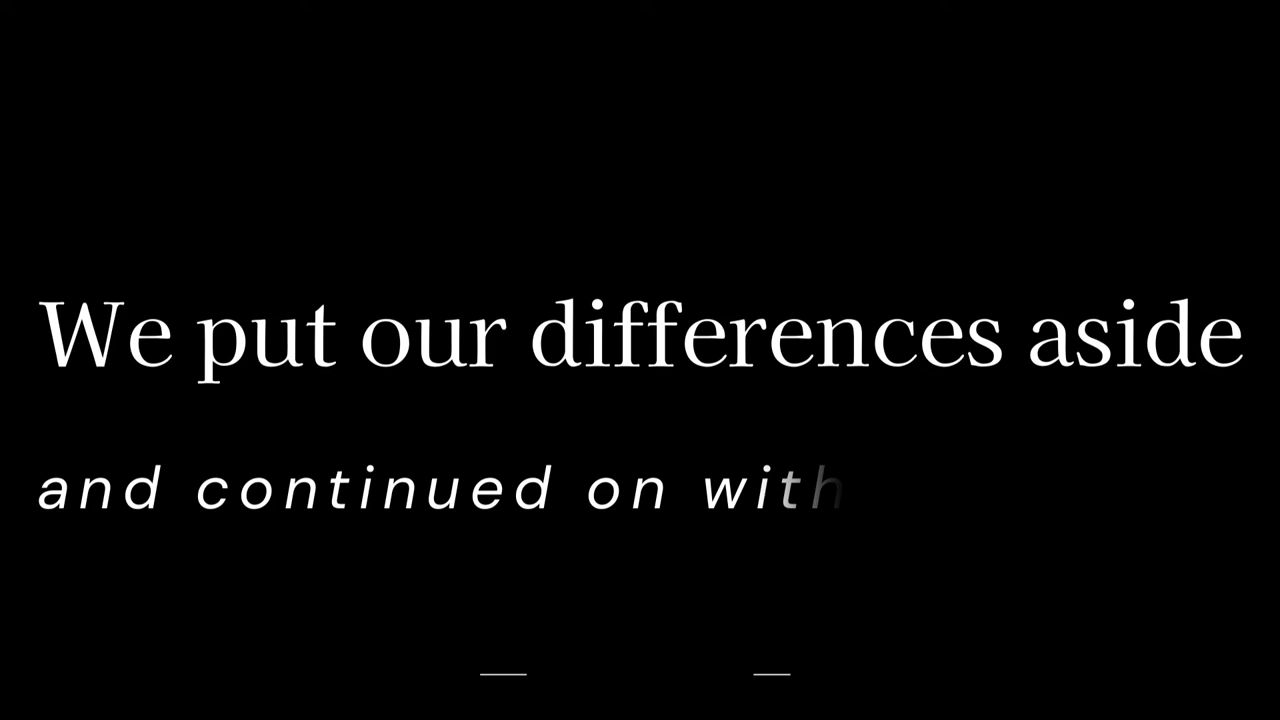 We put our differences aside
and continued on with